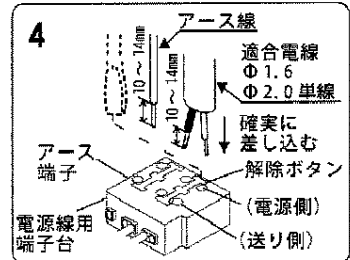 4
アース線
10～14mm
10～14mm
適合電線
Φ1.6
Φ2.0単線
確実に
差し込む
アース
端子
解除ボタン
(電源側)
電源線用
端子台
(送り側)